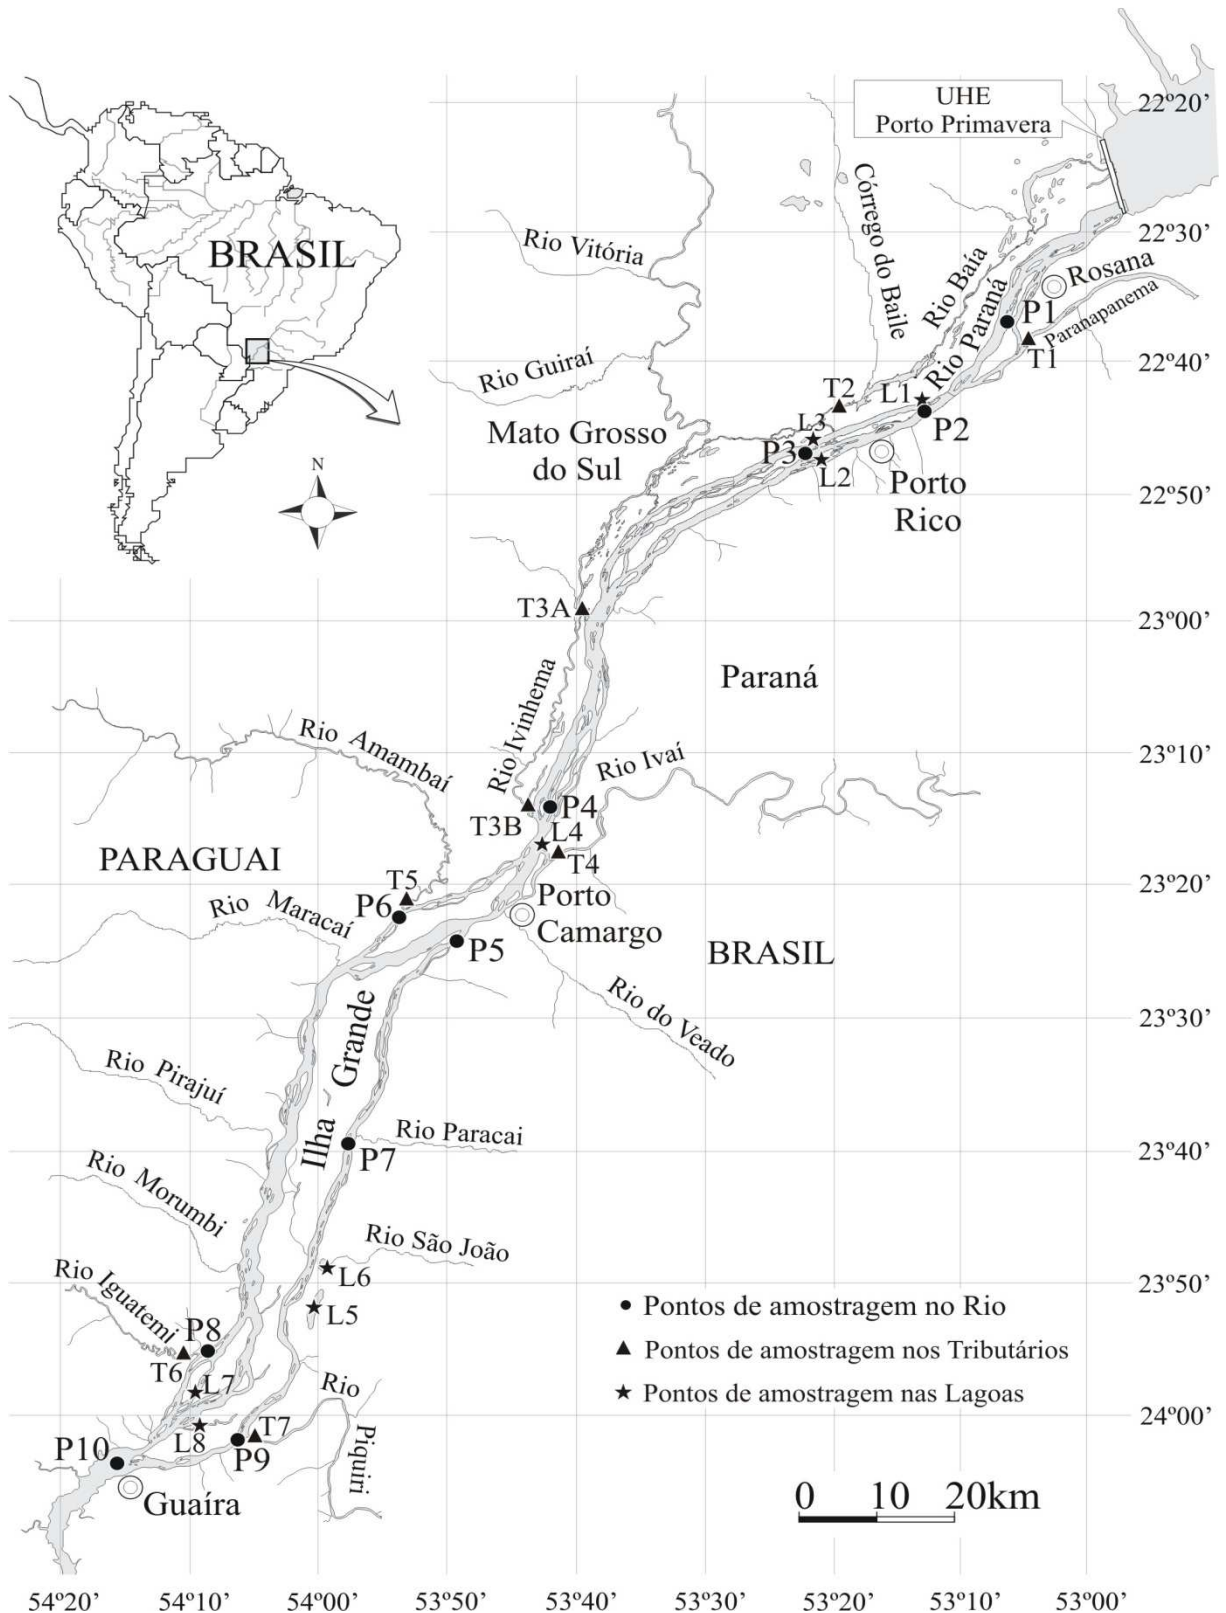 UHE
Porto Primavera
22º20’
BRASIL
N
Rio Vitória
Córrego do Baile
Rio Baía
Rio Paraná
Rosana
22º30’
P1
Paranapanema
T1
Rio Guiraí
22º40’
T2
L1
L3
P2
Mato Grosso
do Sul
P3
L2
Porto
Rico
22º50’
T3A
23º00’
Paraná
Rio Ivinhema
Rio Amambaí
Rio Ivaí
23º10’
P4
T3B
L4
T4
PARAGUAI
T5
23º20’
Rio Maracaí
P6
Porto
Camargo
P5
BRASIL
Rio do Veado
Ilha Grande
23º30’
Rio Pirajuí
Rio Paracai
P7
23º40’
Rio Morumbi
Rio São João
L6
23º50’
Rio Iguatemi
L5
P8
T6
L7
Rio Piquiri
T7
L8
P9
P10
24º00’
Guaíra
Pontos de amostragem no Rio
Pontos de amostragem nos Tributários
Pontos de amostragem nas Lagoas
0 10 20km
54º20’ 54º10’ 54º00’ 53º50’ 53º40’ 53º30’ 53º20’ 53º10’ 53º00’